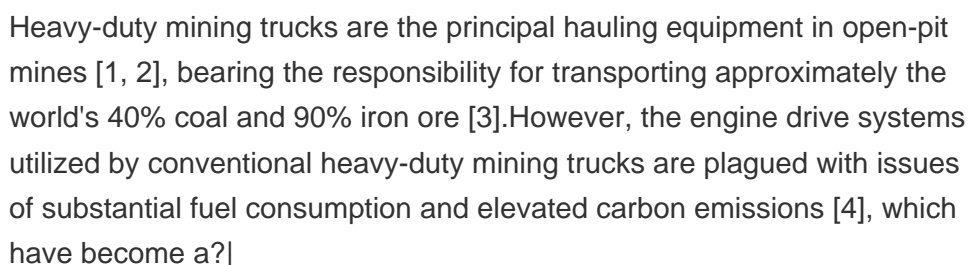 Heavy-duty mining trucks are the principal hauling equipment in open-pit
mines [1, 2], bearing the responsibility for transporting approximately the
world's 40% coal and 90% iron ore [3].However, the engine drive systems
utilized by conventional heavy-duty mining trucks are plagued with issues
of substantial fuel consumption and elevated carbon emissions [4], which
have become a?|